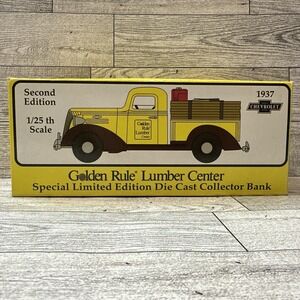 Second
Edition
1/25 th
Scale
1937
CHEVROLET
Golden
Rule
Lumber
Center
Golden Rule Lumber Center
Special Limited Edition Die Cast Collector Bank